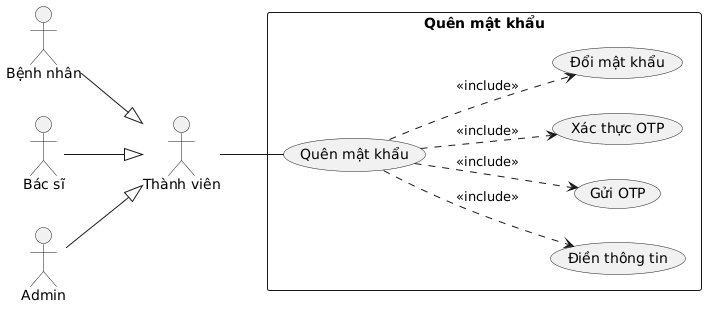 Quên mật khẩu
Bệnh nhân
Bác sĩ
Admin
Thành viên
Quên mật khẩu
«include»
«include»
«include»
«include»
Đổi mật khẩu
Xác thực OTP
Gửi OTP
Điền thông tin